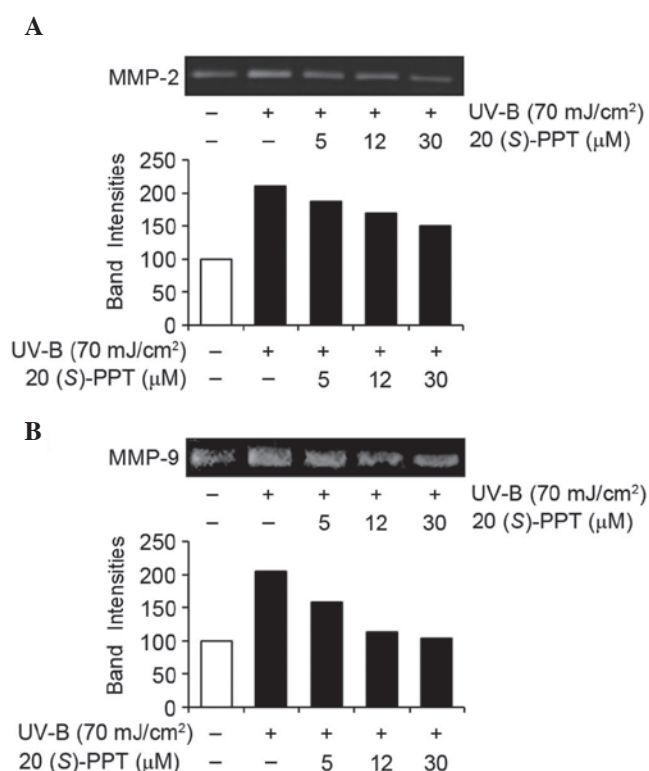 A
MMP-2
– + + + + UV-B (70 mJ/cm²)
– – 5 12 30 20 (S)-PPT (μM)
Band Intensities
250
200
150
100
50
0
UV-B (70 mJ/cm²) – + + + +
20 (S)-PPT (μM) – – 5 12 30
B
MMP-9
– + + + + UV-B (70 mJ/cm²)
– – 5 12 30 20 (S)-PPT (μM)
Band Intensities
250
200
150
100
50
0
UV-B (70 mJ/cm²) – + + + +
20 (S)-PPT (μM) – – 5 12 30